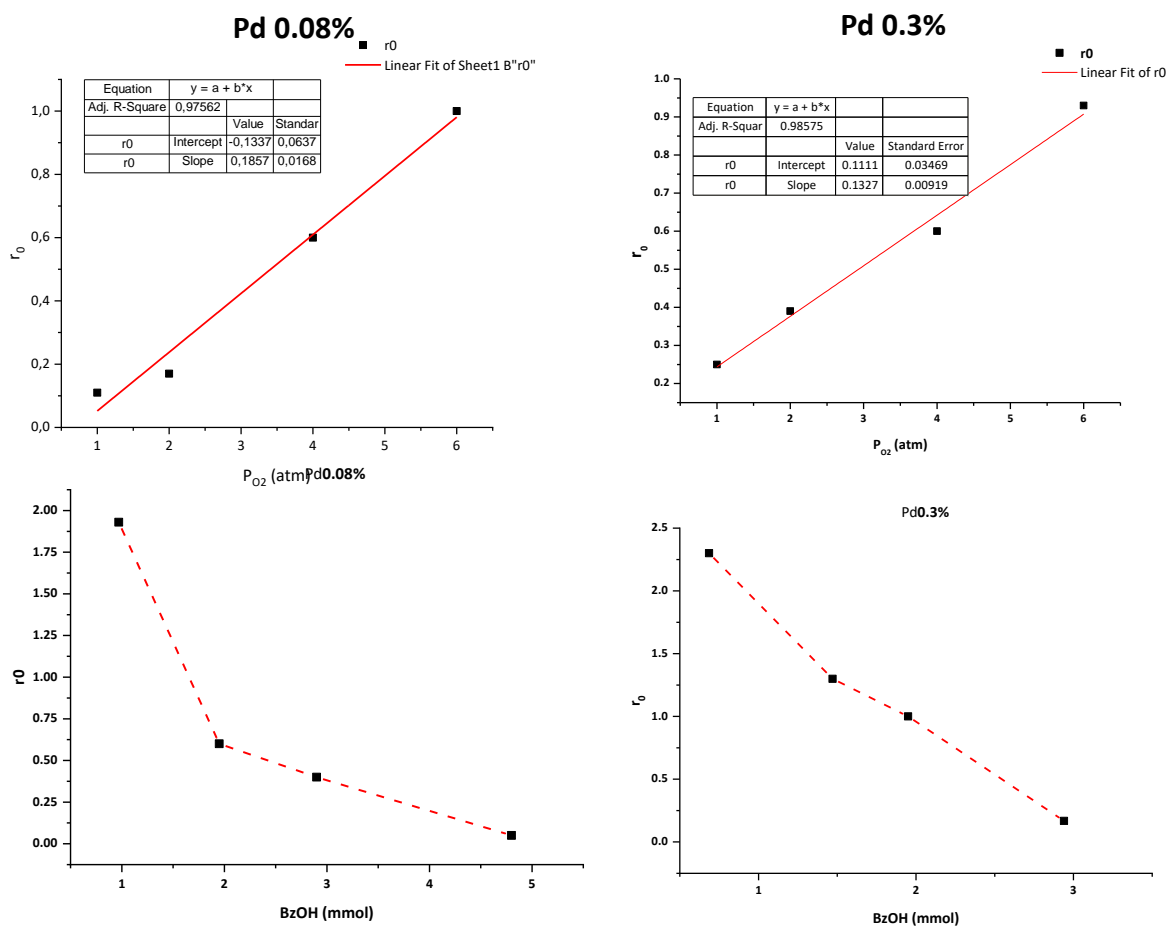 Pd 0.08%
r0
Linear Fit of Sheet1 B"r0"
Equation y = a + b*x
Adj. R-Square 0,97562
Value Standar
r0 Intercept -0,1337 0,0637
r0 Slope 0,1857 0,0168
1,0
0,8
0,6
0,4
0,2
0,0
r0
1 2 3 4 5 6
PO2 (atm)
Pd 0.3%
r0
Linear Fit of r0
Equation y = a + b*x
Adj. R-Squar 0.98575
Value Standard Error
r0 Intercept 0.1111 0.03469
r0 Slope 0.1327 0.00919
1.0
0.9
0.8
0.7
0.6
0.5
0.4
0.3
0.2
r0
1 2 3 4 5 6
PO2 (atm)
Pd0.08%
2.00
1.75
1.50
1.25
1.00
0.75
0.50
0.25
0.00
r0
1 2 3 4 5
BzOH (mmol)
Pd0.3%
2.5
2.0
1.5
1.0
0.5
0.0
r0
1 2 3
BzOH (mmol)